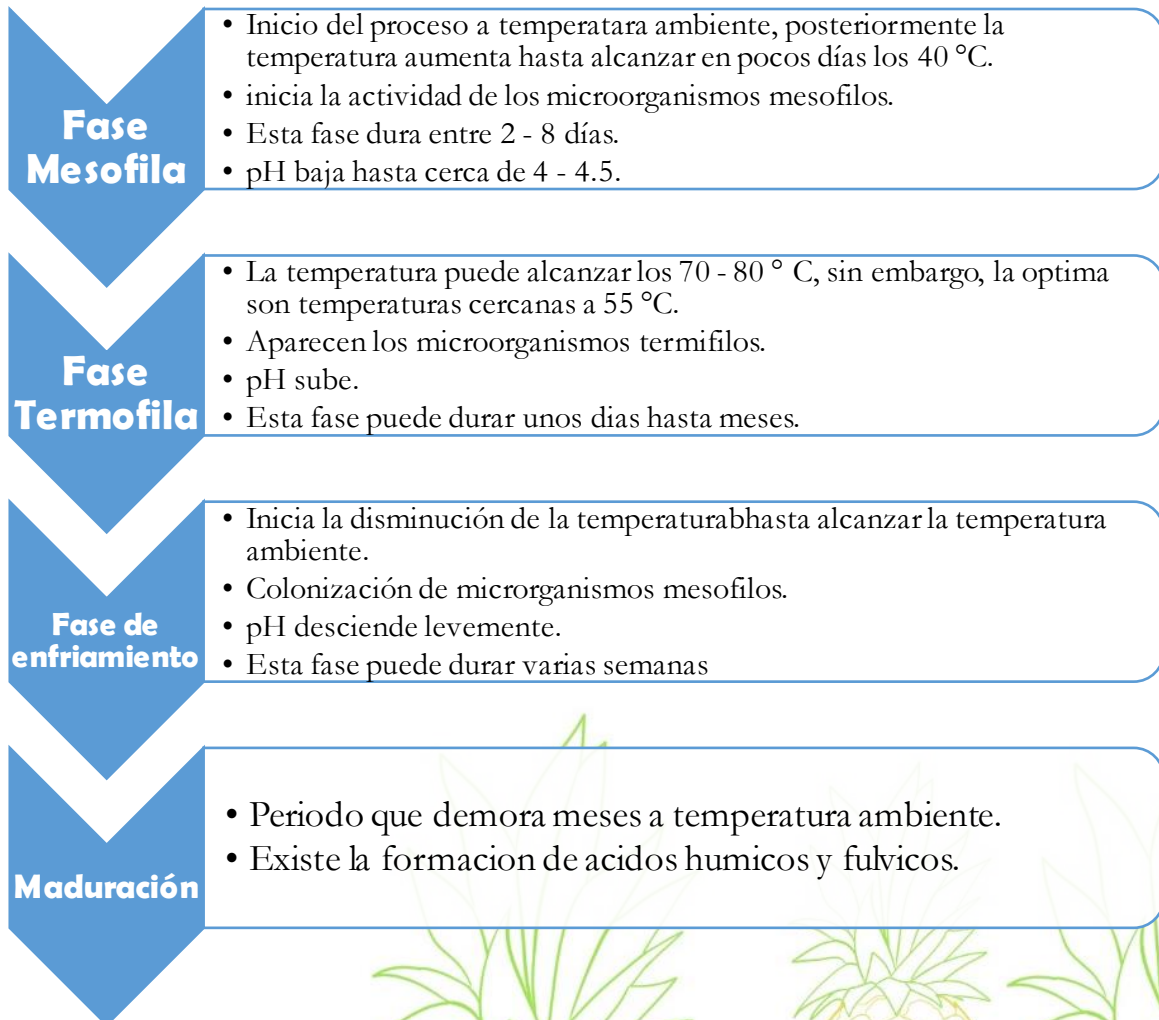 Fase
Mesofila
• Inicio del proceso a temperatara ambiente, posteriormente la
temperatura aumenta hasta alcanzar en pocos días los 40 °C.
• inicia la actividad de los microorganismos mesofilos.
• Esta fase dura entre 2 - 8 días.
• pH baja hasta cerca de 4 - 4.5.
Fase
Termofila
• La temperatura puede alcanzar los 70 - 80 ° C, sin embargo, la optima
son temperaturas cercanas a 55 °C.
• Aparecen los microorganismos termifilos.
• pH sube.
• Esta fase puede durar unos dias hasta meses.
Fase de
enfriamiento
• Inicia la disminución de la temperaturabhasta alcanzar la temperatura
ambiente.
• Colonización de microrganismos mesofilos.
• pH desciende levemente.
• Esta fase puede durar varias semanas
Maduración
• Periodo que demora meses a temperatura ambiente.
• Existe la formacion de acidos humicos y fulvicos.